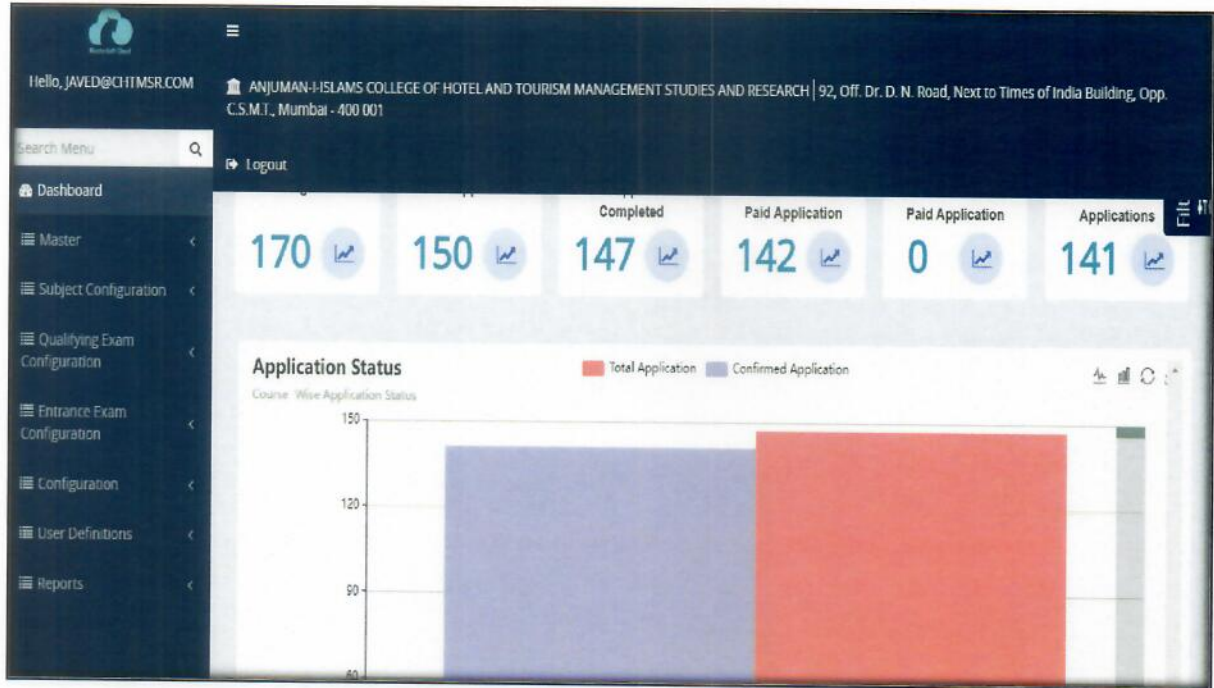 Hello, JAVED@CHTMSR.COM
ANJUMAN-I-ISLAMS COLLEGE OF HOTEL AND TOURISM MANAGEMENT STUDIES AND RESEARCH | 92, Off. Dr. D. N. Road, Next to Times of India Building, Opp.
C.S.M.T., Mumbai - 400 001
Search Menu
Logout
Dashboard
Master
Subject Configuration
Qualifying Exam
Configuration
Entrance Exam
Configuration
Configuration
User Definitions
Reports
Completed
Paid Application
Paid Application
Applications
170
150
147
142
0
141
Application Status
Total Application
Confirmed Application
Course Wise Application Status
150
120
90
60